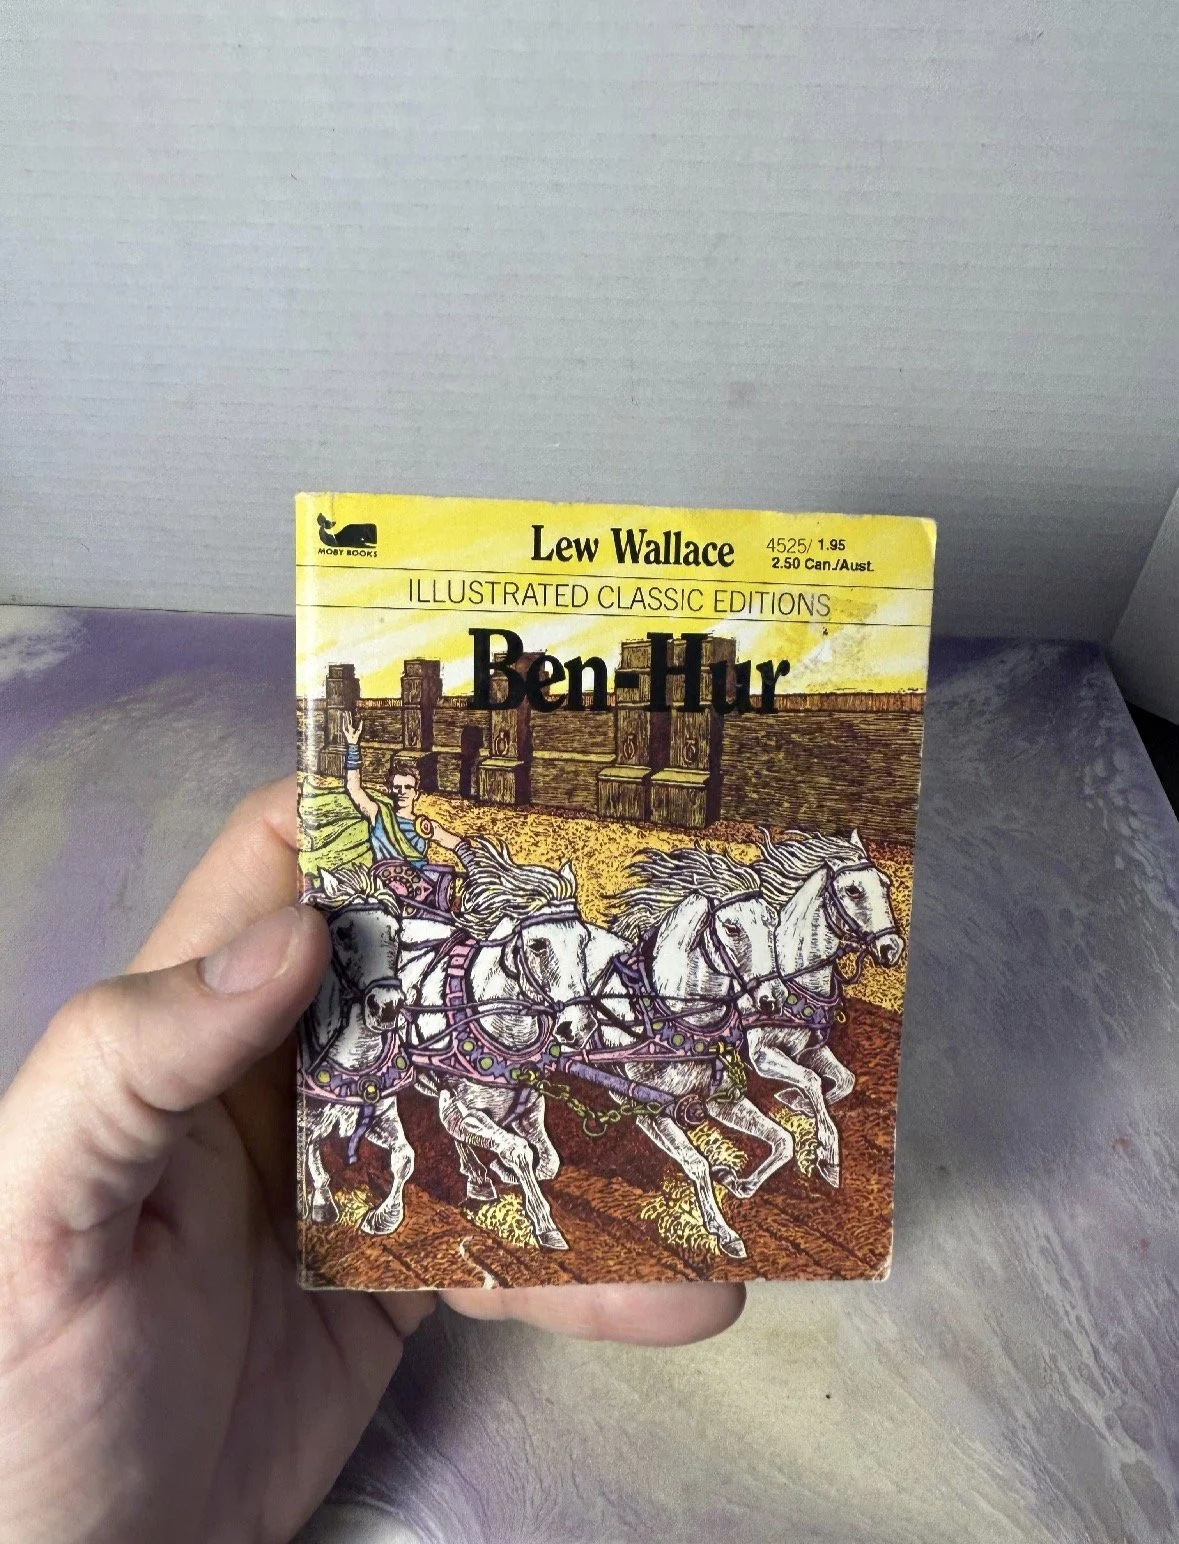 MOBY BOOKS
Lew Wallace
4525/ 1.95
2.50 Can./Aust.
ILLUSTRATED CLASSIC EDITIONS
Ben-Hur